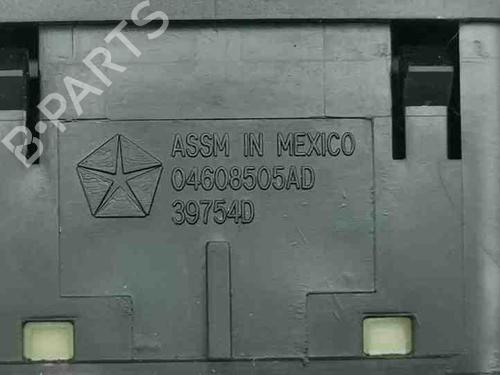 B-PARTS
ASSM IN MEXICO
04608505AD
39754D